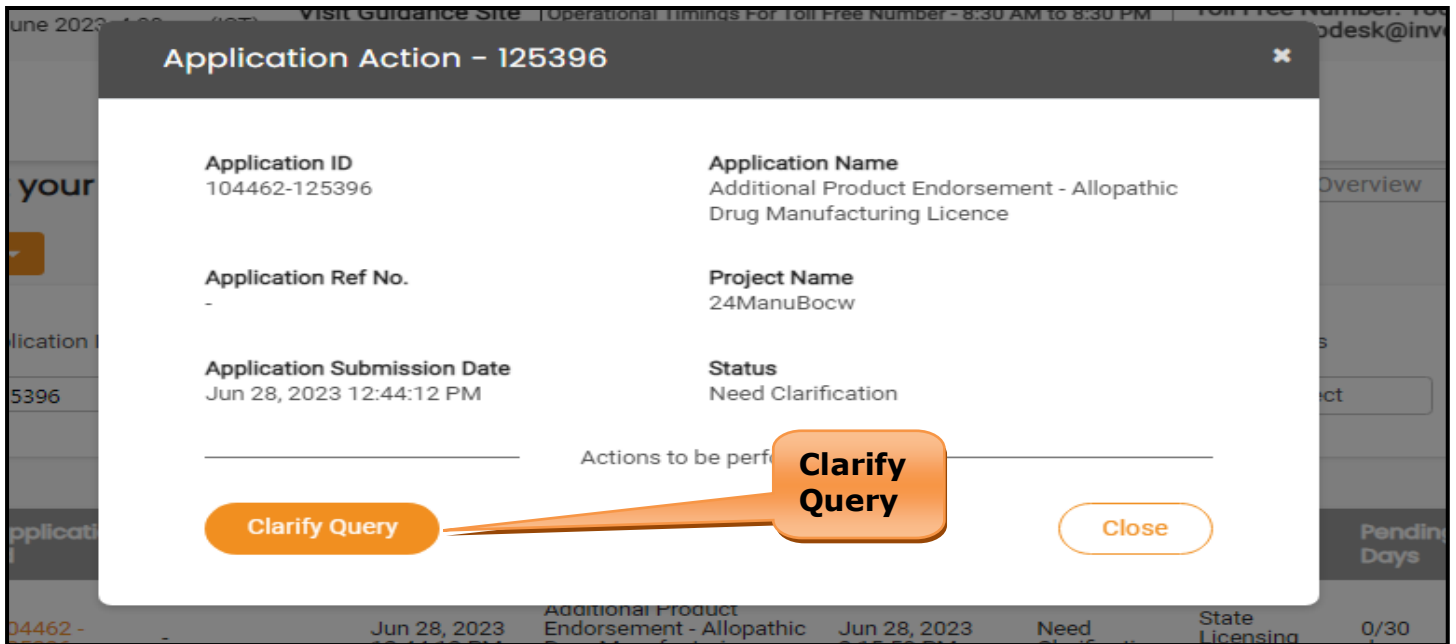 Visit Guidance Site
Operational Timings For Toll Free Number - 8:30 AM to 8:30 PM
Application Action - 125396
Application ID
104462-125396
Application Name
Additional Product Endorsement - Allopathic
Drug Manufacturing Licence
your
Overview
Application Ref No.
-
Project Name
24ManuBocw
Application Submission Date
Jun 28, 2023 12:44:12 PM
Status
Need Clarification
5396
Actions to be
Clarify
Query
Clarify Query
Close
Pending
Days
Additional Product
Jun 28, 2023
Endorsement - Allopathic
Jun 28, 2023
Need
State
Licensing
0/30